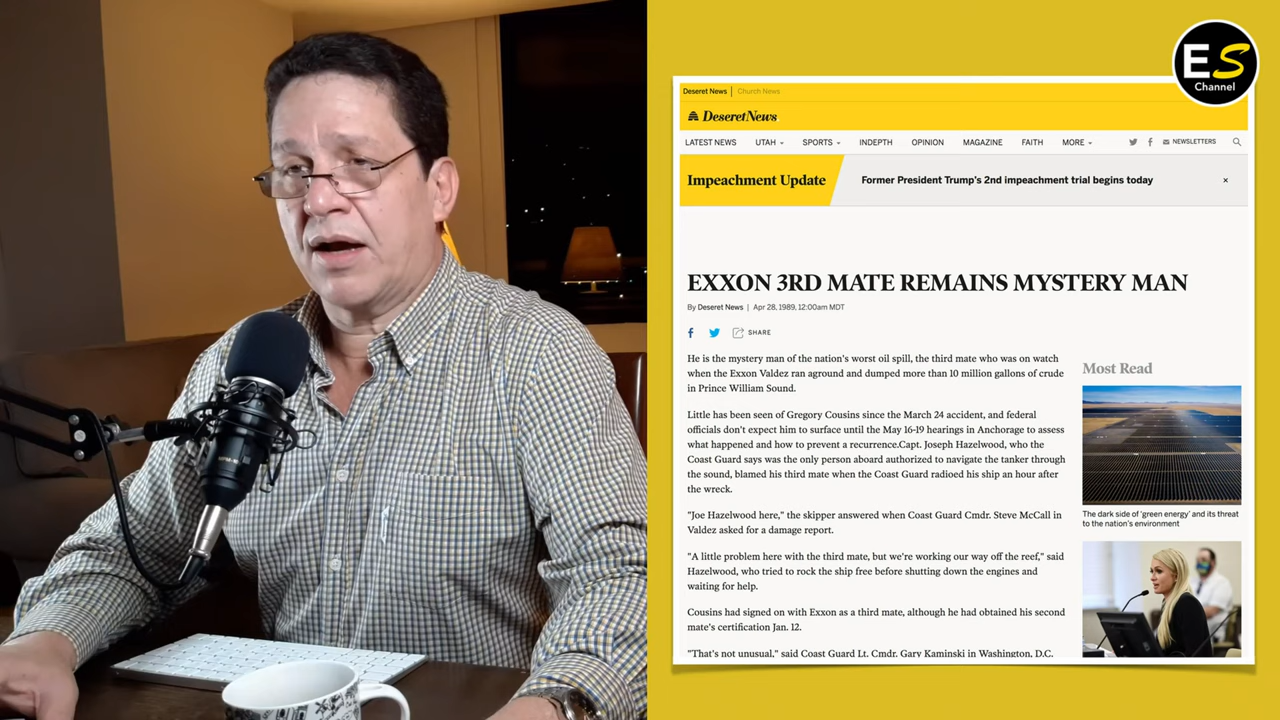 ES
Channel
Deseret News | Church News
Deseret News
LATEST NEWS UTAH SPORTS INDEPTH OPINION MAGAZINE FAITH MORE NEWSLETTERS
Impeachment Update Former President Trump's 2nd impeachment trial begins today ×
EXXON 3RD MATE REMAINS MYSTERY MAN
By Deseret News | Apr 28, 1989, 12:00am MDT
SHARE
He is the mystery man of the nation's worst oil spill, the third mate who was on watch
when the Exxon Valdez ran aground and dumped more than 10 million gallons of crude
in Prince William Sound.
Little has been seen of Gregory Cousins since the March 24 accident, and federal
officials don't expect him to surface until the May 16-19 hearings in Anchorage to assess
what happened and how to prevent a recurrence.Capt. Joseph Hazelwood, who the
Coast Guard says was the only person aboard authorized to navigate the tanker through
the sound, blamed his third mate when the Coast Guard radioed his ship an hour after
the wreck.
"Joe Hazelwood here," the skipper answered when Coast Guard Cmdr. Steve McCall in
Valdez asked for a damage report.
"A little problem here with the third mate, but we're working our way off the reef," said
Hazelwood, who tried to rock the ship free before shutting down the engines and
waiting for help.
Cousins had signed on with Exxon as a third mate, although he had obtained his second
mate's certification Jan. 12.
"That's not unusual," said Coast Guard Lt. Cmdr. Gary Kaminski in Washington, D.C.
Most Read
The dark side of 'green energy' and its threat
to the nation's environment